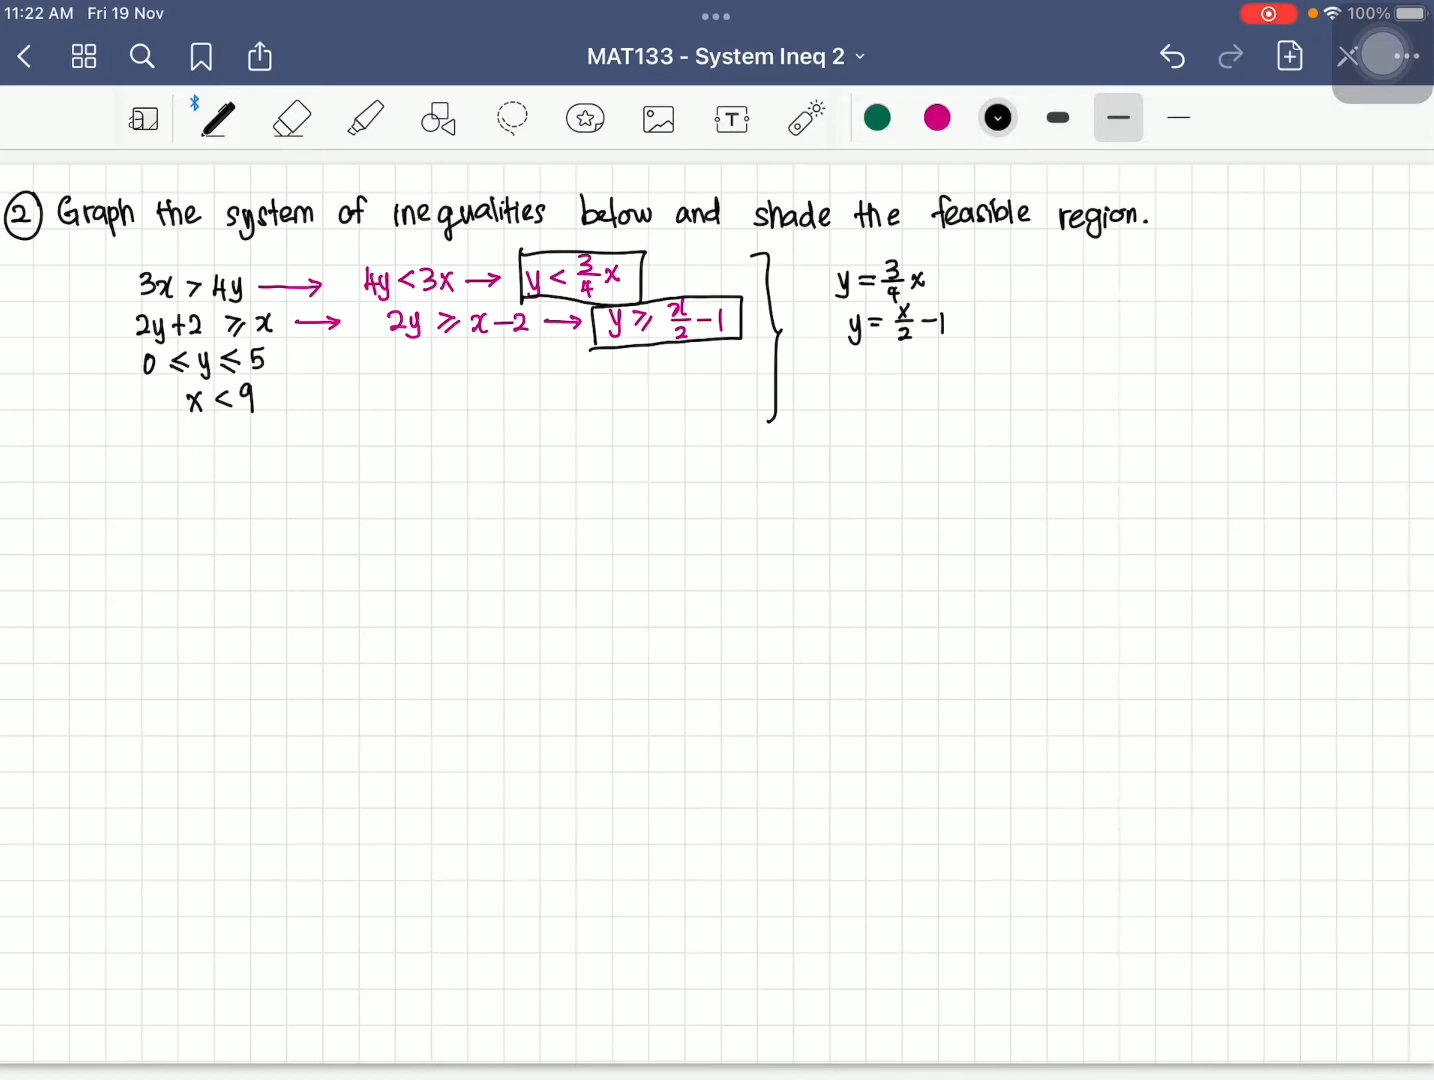 11:22 AM Fri 19 Nov
100%
MAT133 - System Ineq 2
② Graph the system of inequalities below and shade the feasible region.
3x > 4y → 4y < 3x → y < 3/4 x y = 3/4 x
2y + 2 ⩾ x → 2y ⩾ x - 2 → y ⩾ x/2 - 1 y = x/2 - 1
0 ⩽ y ⩽ 5
x < 9